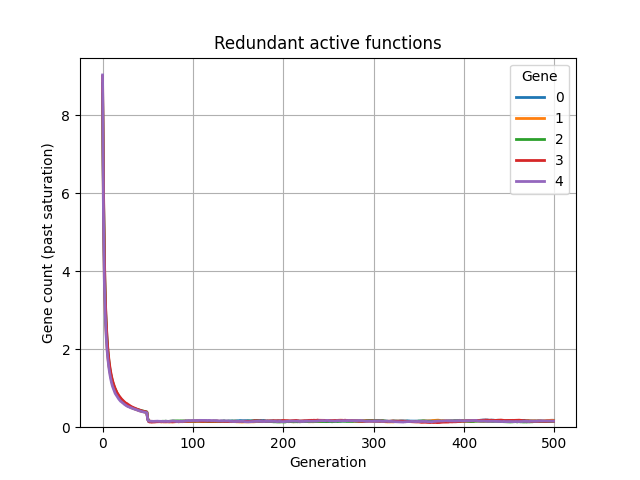 Redundant active functions
Gene count (past saturation)
8
6
4
2
0
0 100 200 300 400 500
Generation
Gene
0
1
2
3
4